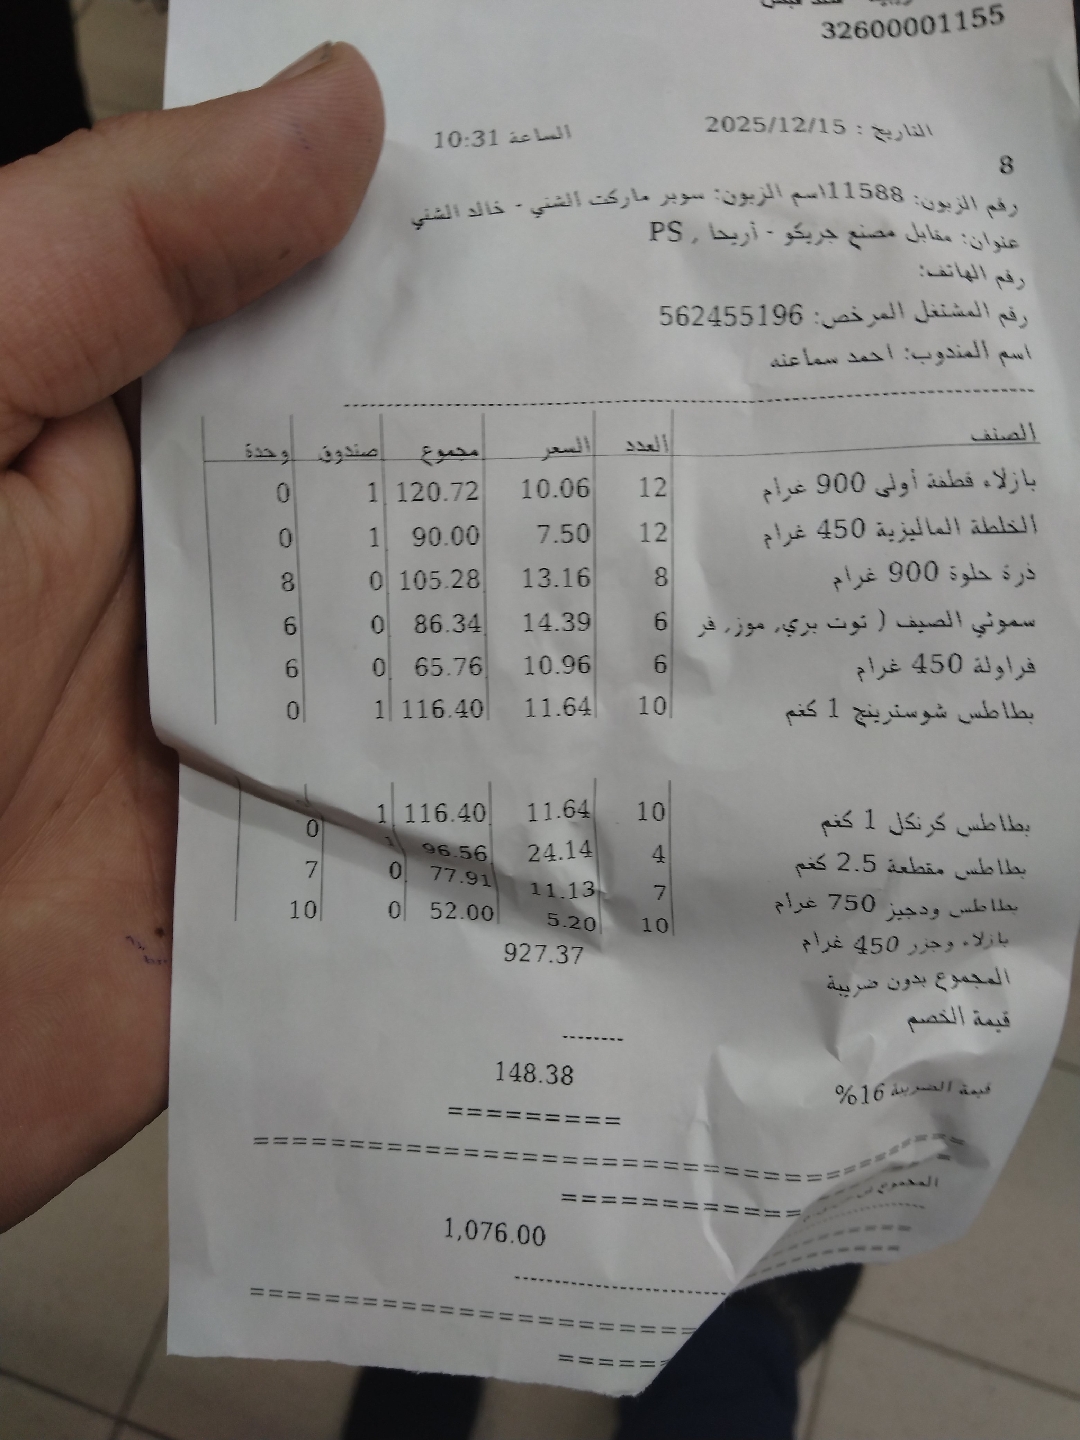 32600001155
التاريخ : 2025/12/15 الساعة 10:31
8
رقم الزبون: 11588اسم الزبون: سوبر ماركت الشني - خالد الشني
عنوان: مقابل مصنع جريكو - أريحا , PS
رقم الهاتف:
رقم المشتغل المرخص: 562455196
اسم المندوب: احمد سماعنه
الصنف العدد السعر مجموع صندوق وحدة
بازلاء قطفة أولى 900 غرام 12 10.06 120.72 1 0
الخلطة الماليزية 450 غرام 12 7.50 90.00 1 0
ذرة حلوة 900 غرام 8 13.16 105.28 0 8
سموثي الصيف ( توت بري, موز, فر 6 14.39 86.34 0 6
فراولة 450 غرام 6 10.96 65.76 0 6
بطاطس شوسترينج 1 كغم 10 11.64 116.40 1 0
بطاطس كرنكل 1 كغم 10 11.64 116.40 1
بطاطس مقطعة 2.5 كغم 4 24.14 96.56 1 0
بطاطس ودجيز 750 غرام 7 11.13 77.91 0 7
بازلاء وجزر 450 غرام 10 5.20 52.00 0 10
المجموع بدون ضريبة 927.37
قيمة الخصم
قيمة الضريبة 16% 148.38
المجموع
1,076.00